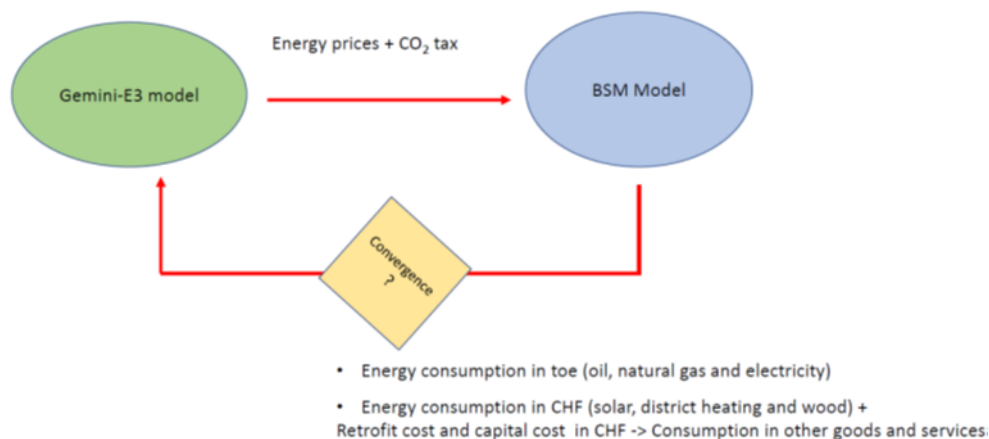 Energy prices + CO₂ tax
Gemini-E3 model
BSM Model
Convergence
?
• Energy consumption in toe (oil, natural gas and electricity)
• Energy consumption in CHF (solar, district heating and wood) +
Retrofit cost and capital cost in CHF -> Consumption in other goods and services